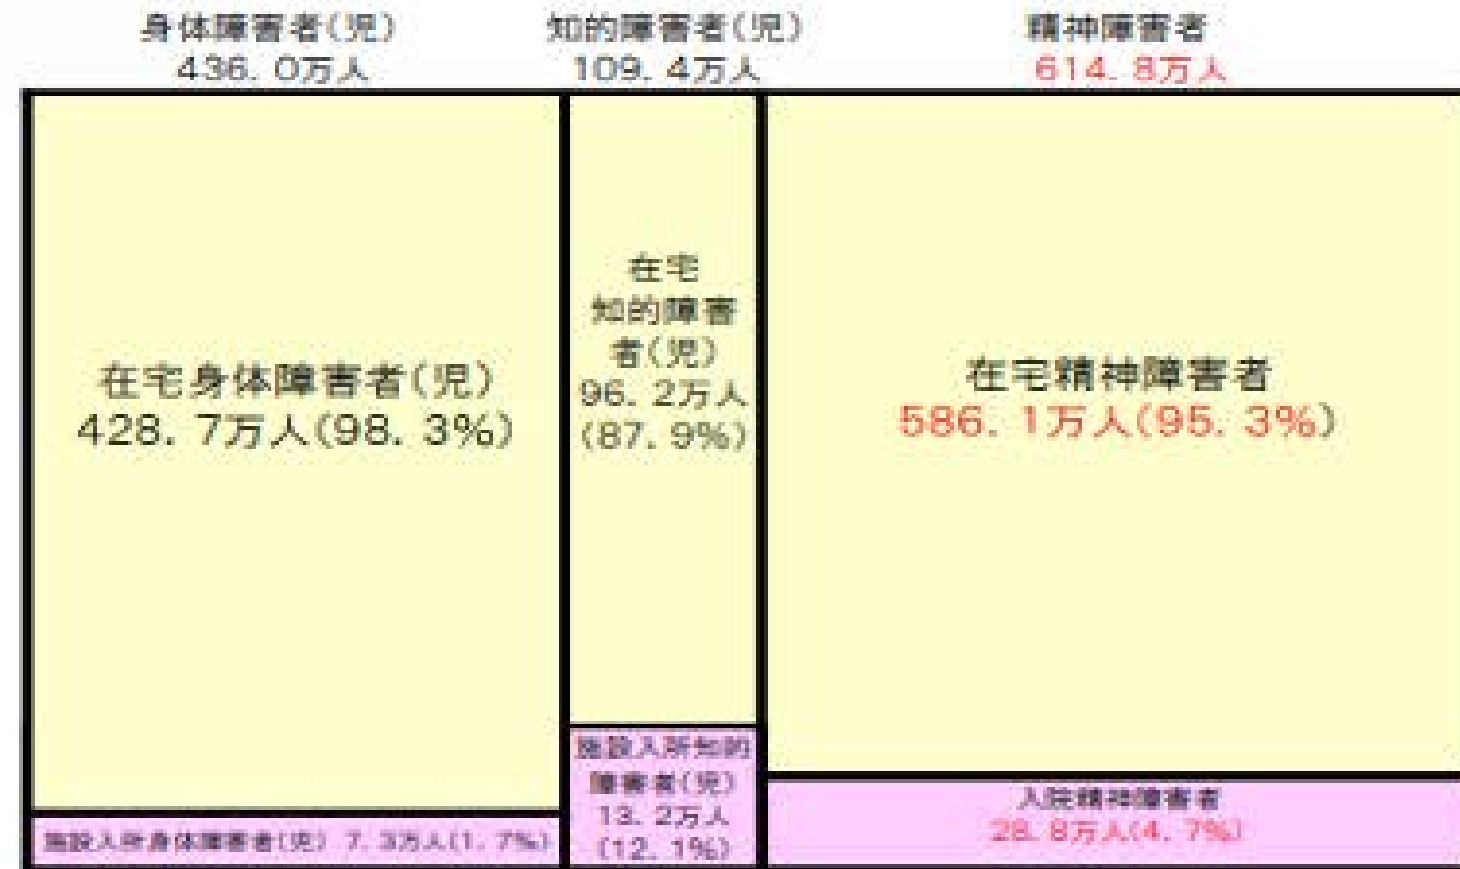 身体障害者(児)
436. 0万人
知的障害者(児)
109. 4万人
精神障害者
614. 8万人
在宅身体障害者(児)
428. 7万人(98. 3%)
在宅
知的障害
者(児)
96. 2万人
(87. 9%)
在宅精神障害者
586. 1万人(95. 3%)
施設入所身体障害者(児) 7. 3万人(1. 7%)
施設入所知的
障害者(児)
13. 2万人
(12. 1%)
入院精神障害者
28. 8万人(4. 7%)